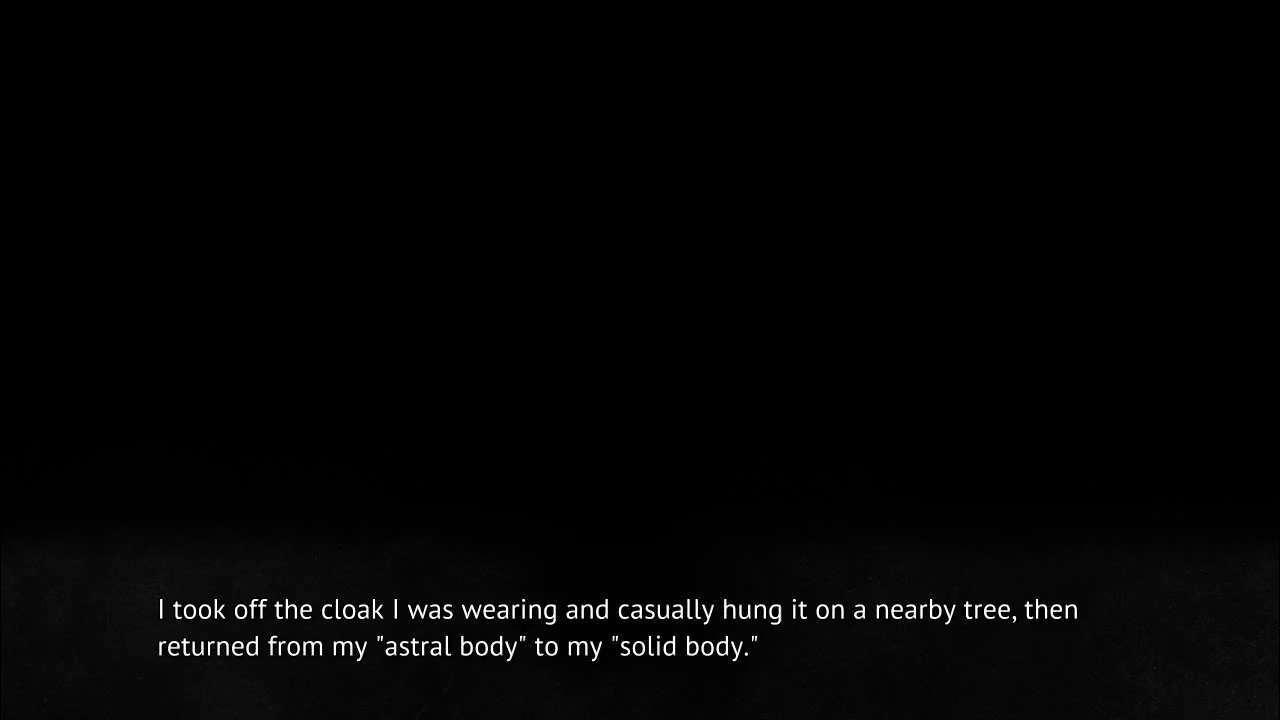 I took off the cloak I was wearing and casually hung it on a nearby tree, then
returned from my "astral body" to my "solid body."